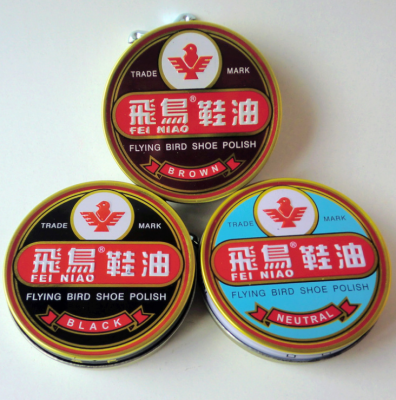 TRADE MARK
飛鳥®鞋油
FEI NIAO
FLYING BIRD SHOE POLISH
BROWN
TRADE MARK
飛鳥®鞋油
FEI NIAO
FLYING BIRD SHOE POLISH
BLACK
TRADE MARK
飛鳥®鞋油
FEI NIAO
FLYING BIRD SHOE POLISH
NEUTRAL